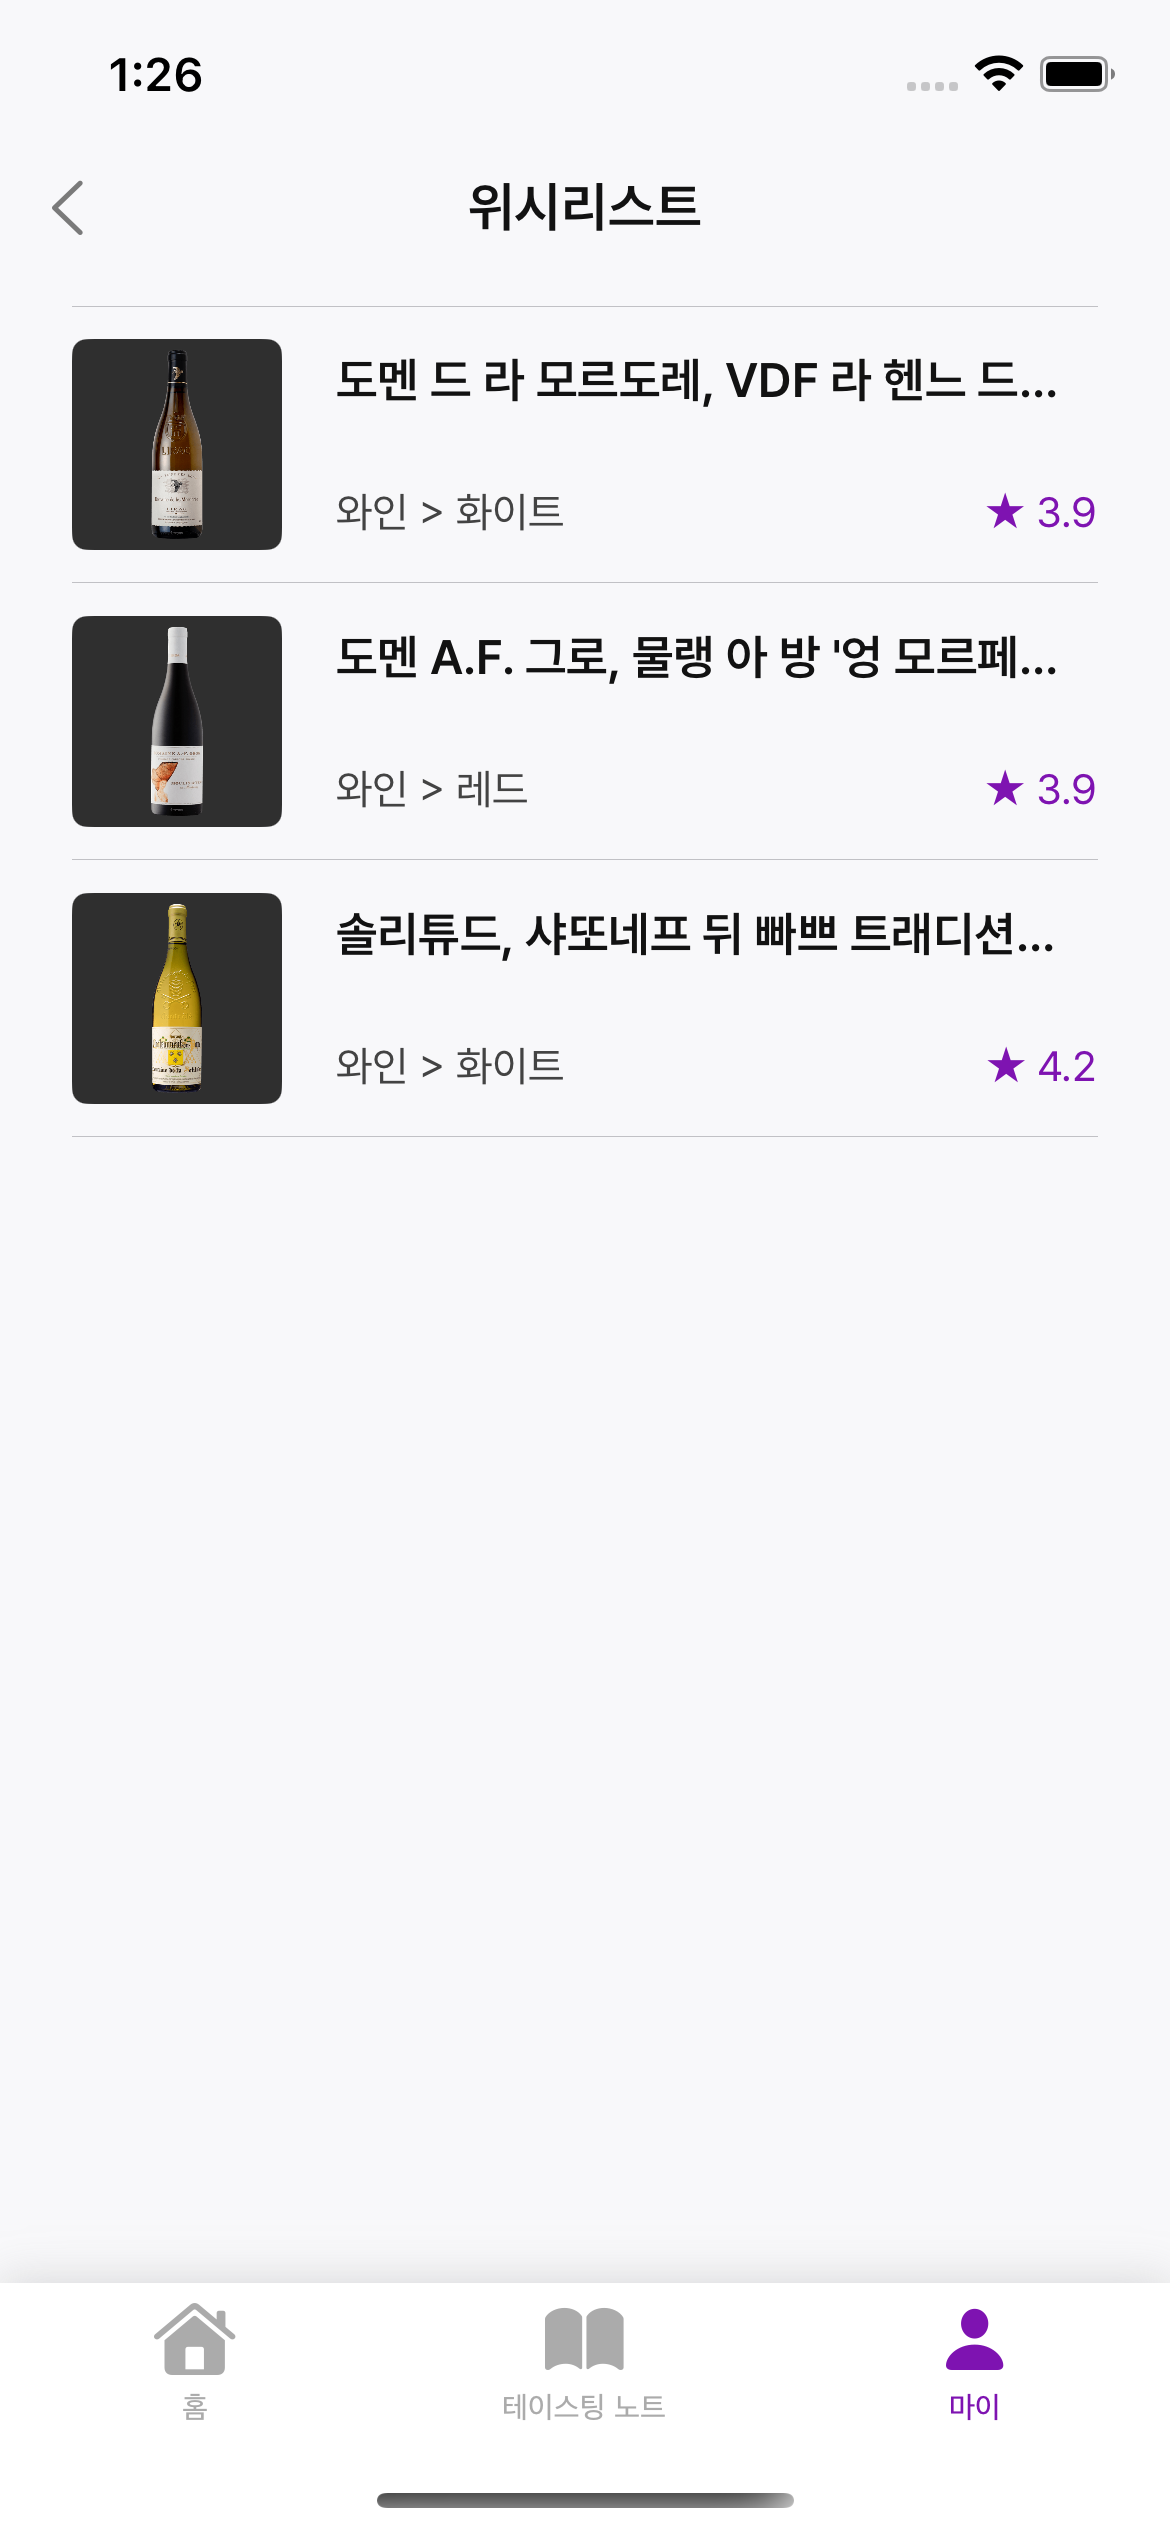 1:26
위시리스트
도멘 드 라 모르도레, VDF 라 헨느 드...
와인 > 화이트
★ 3.9
도멘 A.F. 그로, 물랭 아 방 '엉 모르페...
와인 > 레드
★ 3.9
솔리튜드, 샤또네프 뒤 빠쁘 트래디션...
와인 > 화이트
★ 4.2
홈
테이스팅 노트
마이